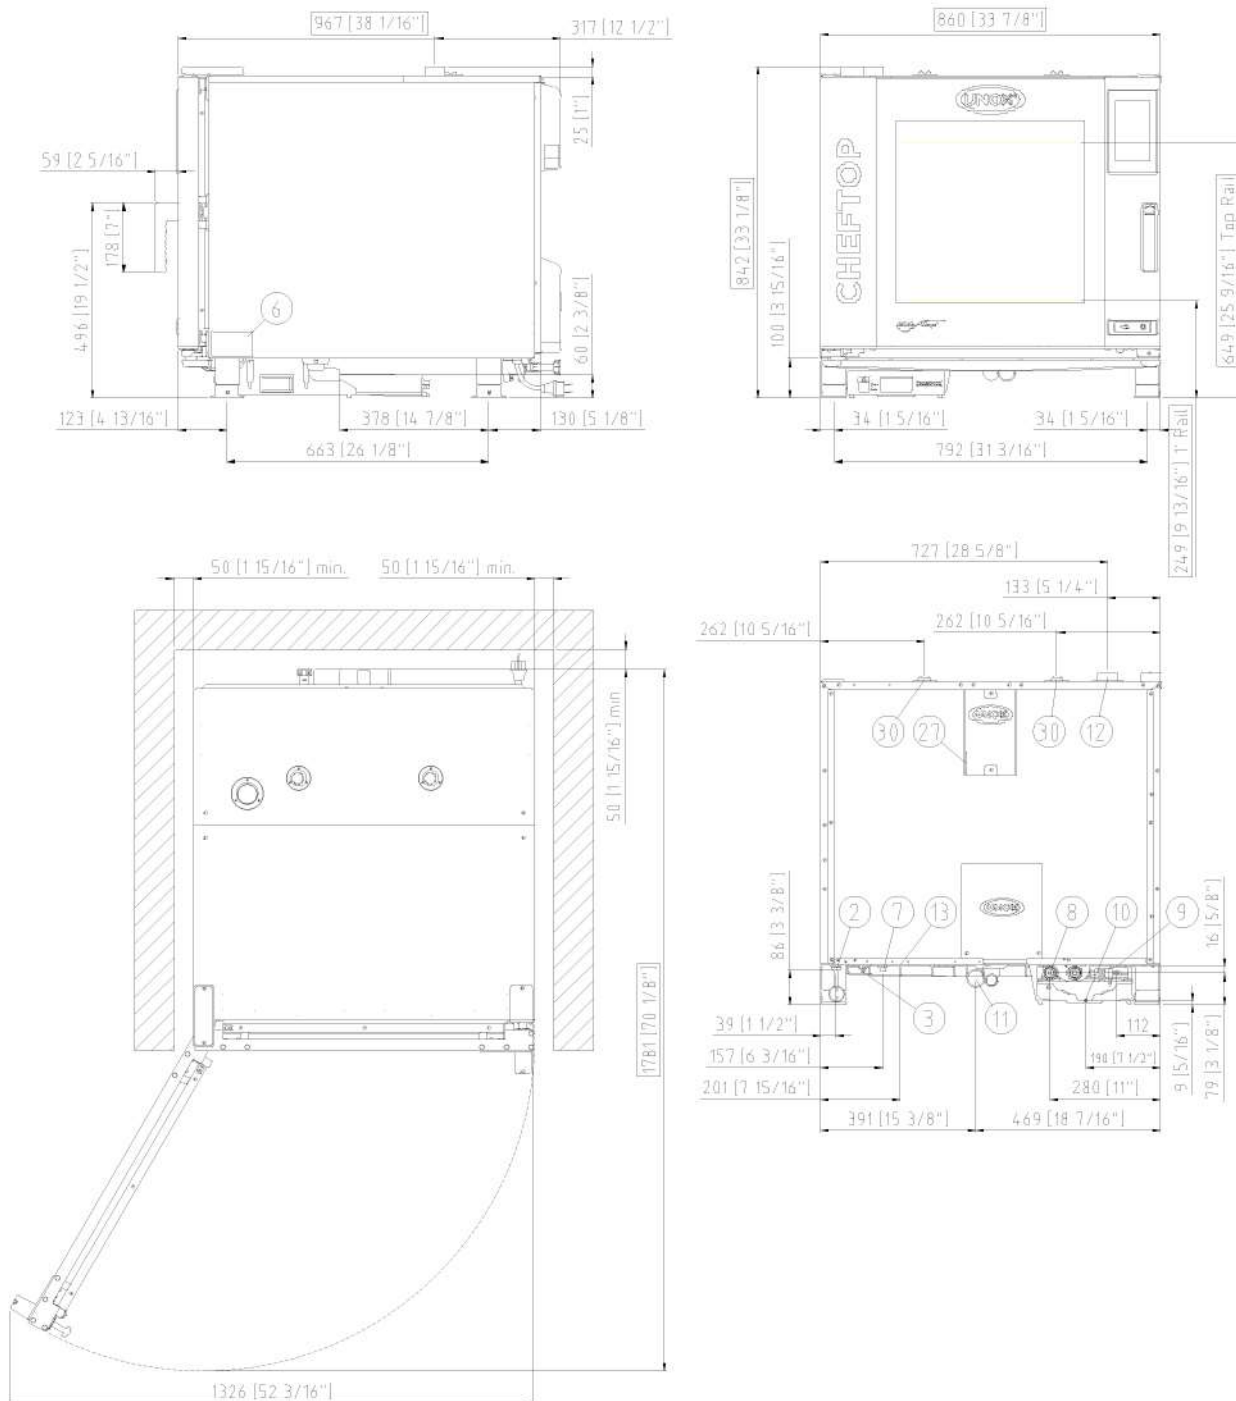 967 [38 1/16"]
317 [12 1/2"]
25 [1"]
59 [2 5/16"]
178 [7"]
496 [19 1/2"]
6
60 [2 3/8"]
123 [4 13/16"]
378 [14 7/8"]
130 [5 1/8"]
663 [26 1/8"]
860 [33 7/8"]
UNOX
CHEFTOP
842 [33 1/8"]
100 [3 15/16"]
649 [25 9/16"] Top Rail
34 [1 5/16"]
34 [1 5/16"]
792 [31 3/16"]
249 [9 13/16"] 1° Rail
50 [1 15/16"] min.
50 [1 15/16"] min.
50 [1 15/16"] min
1781 [70 1/8"]
1326 [52 3/16"]
727 [28 5/8"]
133 [5 1/4"]
262 [10 5/16"]
262 [10 5/16"]
UNOX
30
27
30
12
86 [3 3/8"]
2
7
13
UNOX
8
10
9
16 [5/8"]
3
11
39 [1 1/2"]
112
157 [6 3/16"]
190 [7 1/2"]
201 [7 15/16"]
280 [11"]
9 [5/16"]
79 [3 1/8"]
391 [15 3/8"]
469 [18 7/16"]